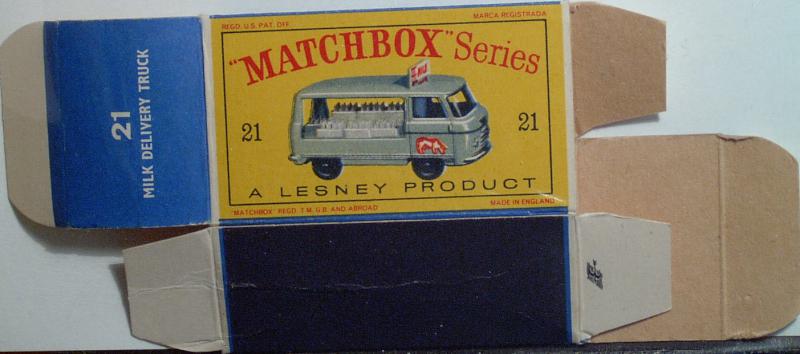 REGD. U.S. PAT. OFF.
MARCA REGISTRADA
"MATCHBOX" Series
21
21
A LESNEY PRODUCT
"MATCHBOX" REGD. T.M. G.B. AND ABROAD
MADE IN ENGLAND
21
MILK DELIVERY TRUCK